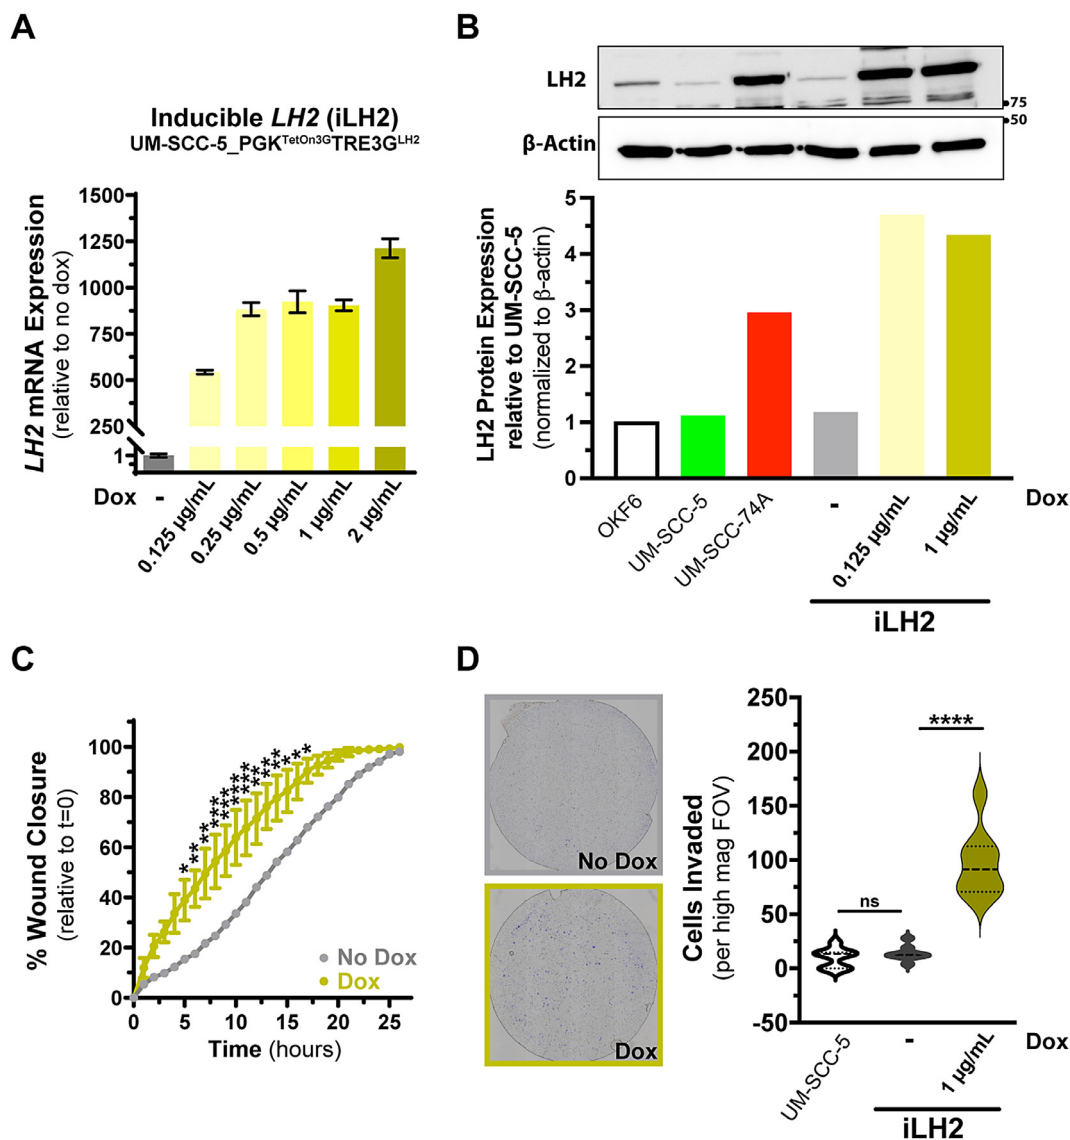 A
Inducible LH2 (iLH2)
UM-SCC-5_PGKTetOn3GTRE3GLH2
LH2 mRNA Expression
(relative to no dox)
1500
1250
1000
750
500
250
1
Dox
-
0.125 µg/mL
0.25 µg/mL
0.5 µg/mL
1 µg/mL
2 µg/mL
B
LH2
75
50
β-Actin
LH2 Protein Expression
relative to UM-SCC-5
(normalized to β-actin)
5
4
3
2
1
0
OKF6
UM-SCC-5
UM-SCC-74A
-
0.125 µg/mL
1 µg/mL
Dox
iLH2
C
% Wound Closure
(relative to t=0)
100
80
60
40
20
0
*
**
***
****
****
****
****
***
***
**
*
*
*
No Dox
Dox
0
5
10
15
20
25
Time (hours)
D
No Dox
Dox
Cells Invaded
(per high mag FOV)
250
200
150
100
50
0
-50
ns
****
UM-SCC-5
-
1 µg/mL
Dox
iLH2